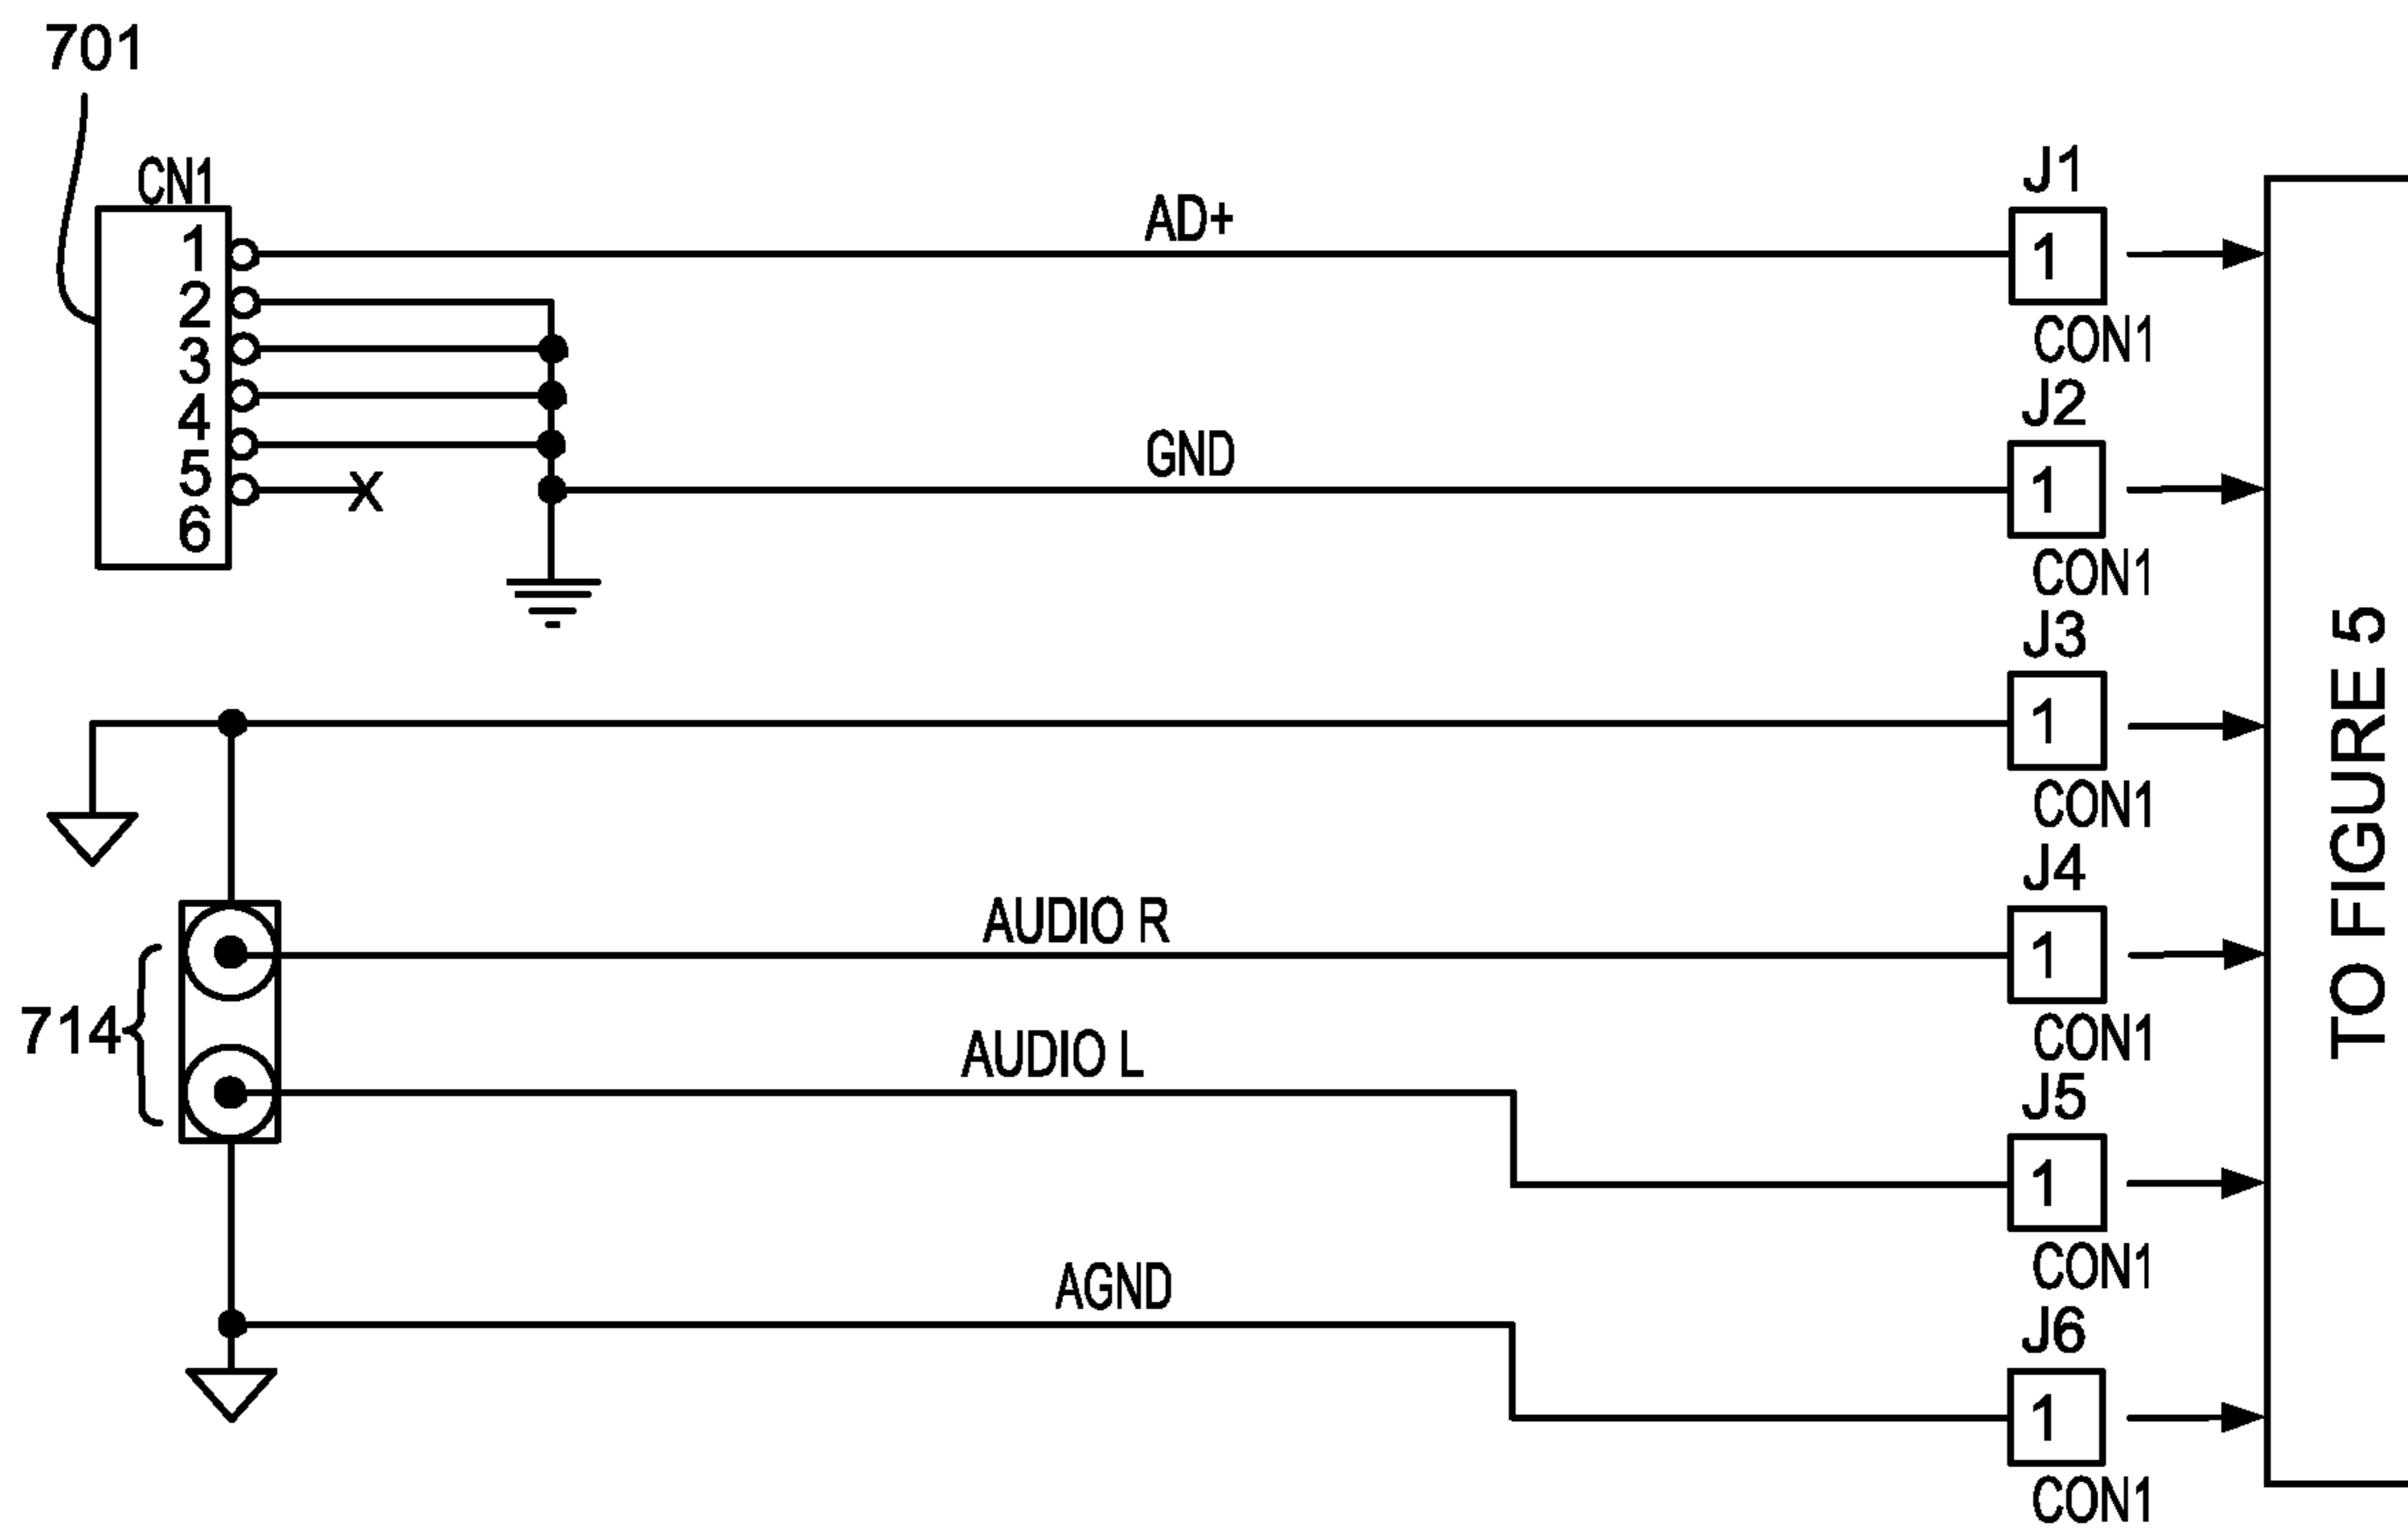 701
CN1
1
2
3
4
5
6
X
AD+
GND
J1
1
CON1
J2
1
CON1
J3
1
CON1
714
AUDIO R
J4
1
CON1
AUDIO L
J5
1
CON1
AGND
J6
1
CON1
TO FIGURE 5